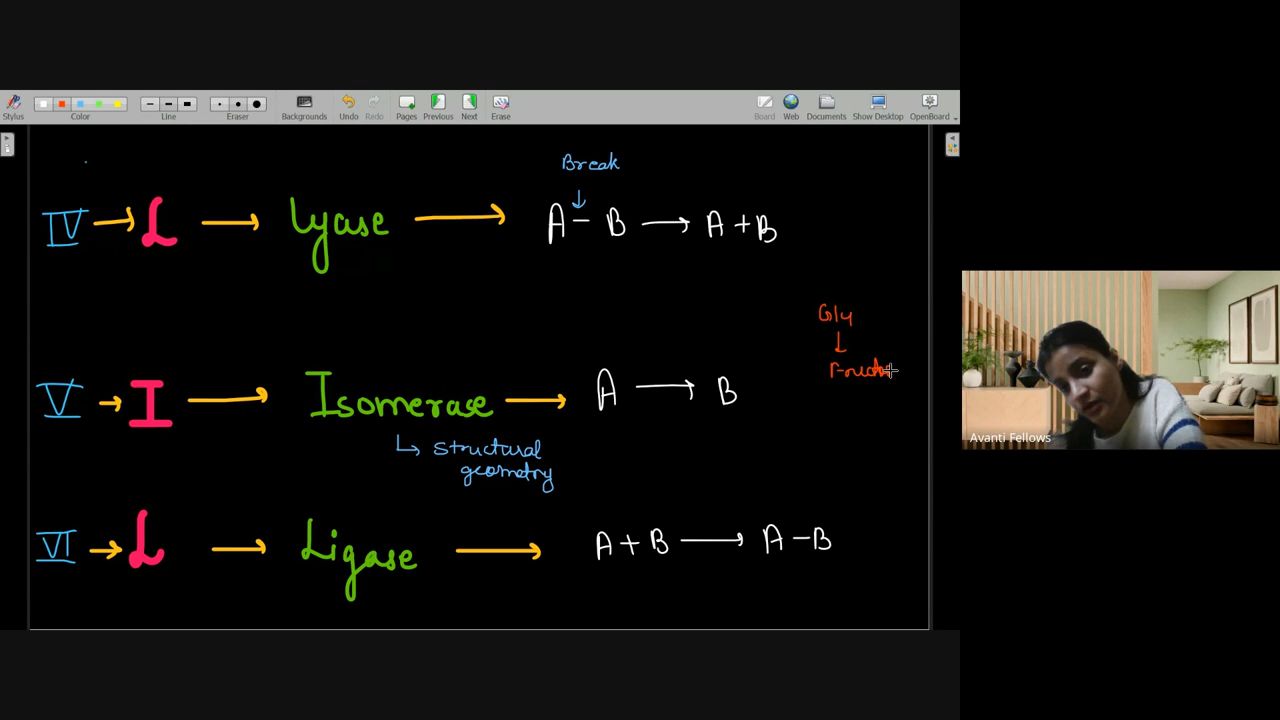 Stylus
Color
Line
Eraser
Backgrounds
Undo
Redo
Pages
Previous
Next
Erase
Board
Web
Documents
Show Desktop
OpenBoard
Break
IV → L → Lyase → A - B → A + B
Gly
↓
V → I → Isomerase → A → B
↳ structural
geometry
Avanti Fellows
VI → L → Ligase → A + B → A - B